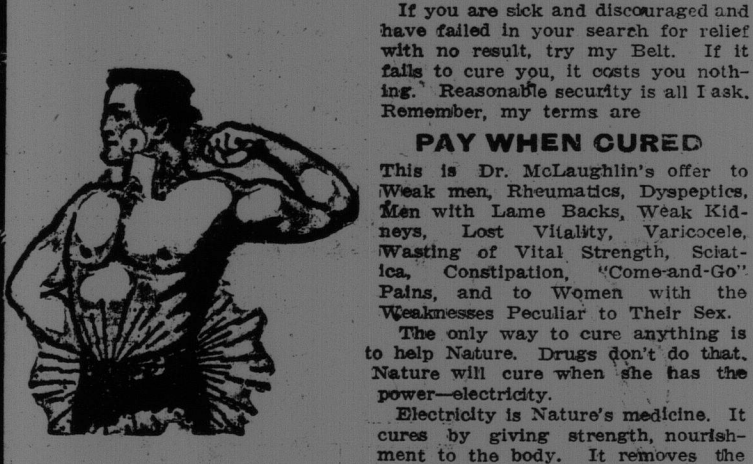 If you are sick and discouraged and
have failed in your search for relief
with no result, try my Belt. If it
fails to cure you, it costs you noth-
ing. Reasonable security is all I ask.
Remember, my terms are
PAY WHEN CURED
This is Dr. McLaughlin's offer to
Weak men, Rheumatics, Dyspeptics,
Men with Lame Backs, Weak Kid-
neys, Lost Vitality, Varicocele,
Wasting of Vital Strength, Sciat-
ica, Constipation, "Come-and-Go"
Pains, and to Women with the
Weaknesses Peculiar to Their Sex.
The only way to cure anything is
to help Nature. Drugs don't do that.
Nature will cure when she has the
power—electricity.
Electricity is Nature's medicine. It
cures by giving strength, nourish-
ment to the body. It removes the